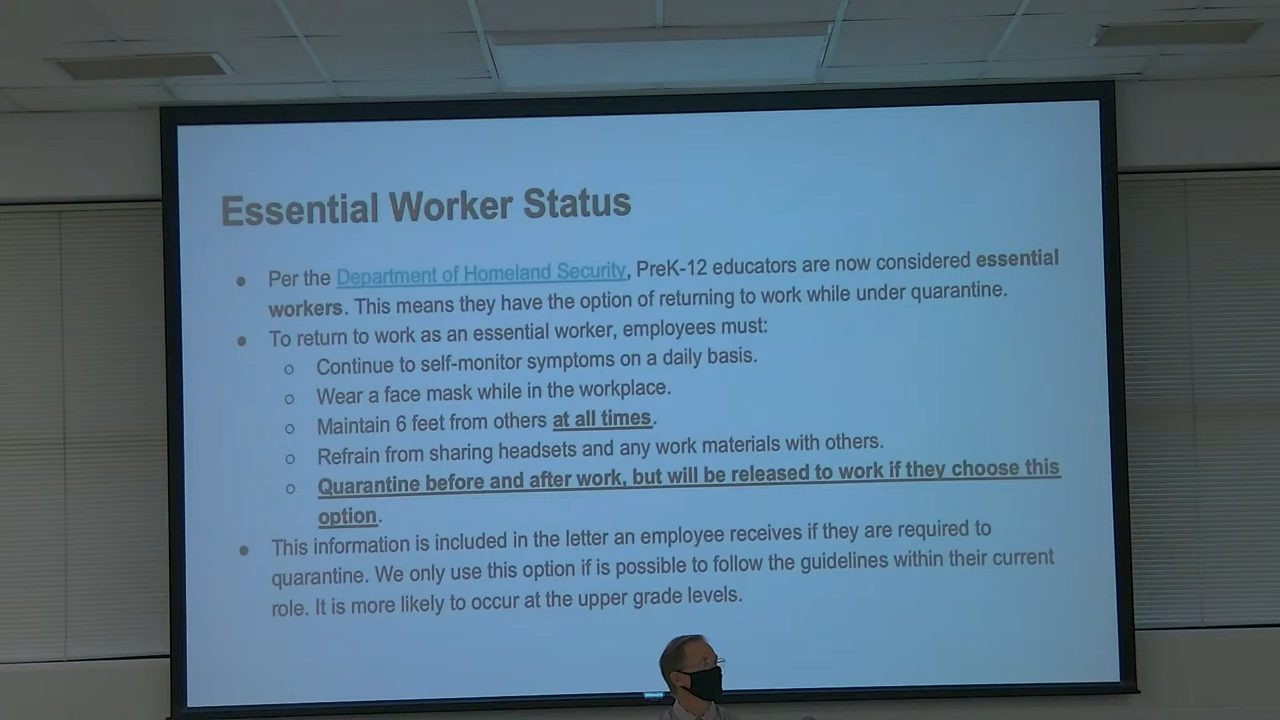 Essential Worker Status
● Per the Department of Homeland Security, PreK-12 educators are now considered essential
workers. This means they have the option of returning to work while under quarantine.
● To return to work as an essential worker, employees must:
○ Continue to self-monitor symptoms on a daily basis.
○ Wear a face mask while in the workplace.
○ Maintain 6 feet from others at all times.
○ Refrain from sharing headsets and any work materials with others.
○ Quarantine before and after work, but will be released to work if they choose this
option.
● This information is included in the letter an employee receives if they are required to
quarantine. We only use this option if is possible to follow the guidelines within their current
role. It is more likely to occur at the upper grade levels.